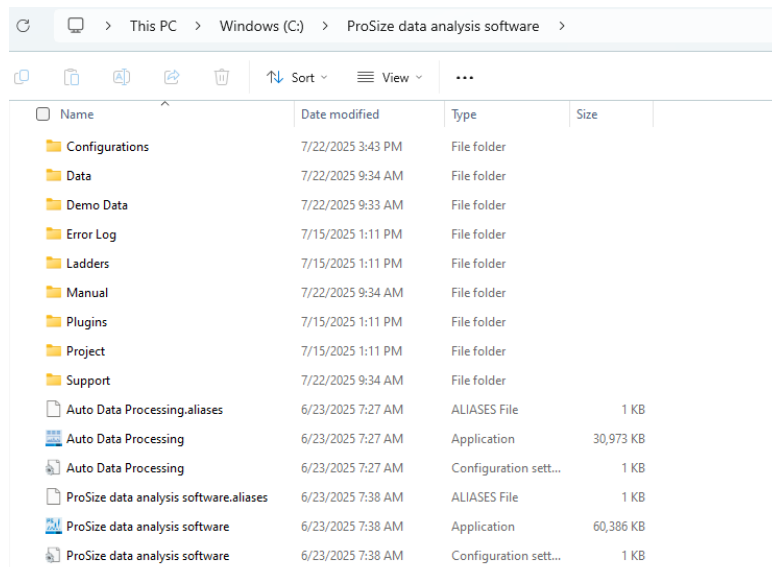 This PC > Windows (C:) > ProSize data analysis software >
Sort View ...
Name Date modified Type Size
Configurations 7/22/2025 3:43 PM File folder
Data 7/22/2025 9:34 AM File folder
Demo Data 7/22/2025 9:33 AM File folder
Error Log 7/15/2025 1:11 PM File folder
Ladders 7/15/2025 1:11 PM File folder
Manual 7/22/2025 9:34 AM File folder
Plugins 7/15/2025 1:11 PM File folder
Project 7/15/2025 1:11 PM File folder
Support 7/22/2025 9:34 AM File folder
Auto Data Processing.aliases 6/23/2025 7:27 AM ALIASES File 1 KB
Auto Data Processing 6/23/2025 7:27 AM Application 30,973 KB
Auto Data Processing 6/23/2025 7:27 AM Configuration sett... 1 KB
ProSize data analysis software.aliases 6/23/2025 7:38 AM ALIASES File 1 KB
ProSize data analysis software 6/23/2025 7:38 AM Application 60,386 KB
ProSize data analysis software 6/23/2025 7:38 AM Configuration sett... 1 KB